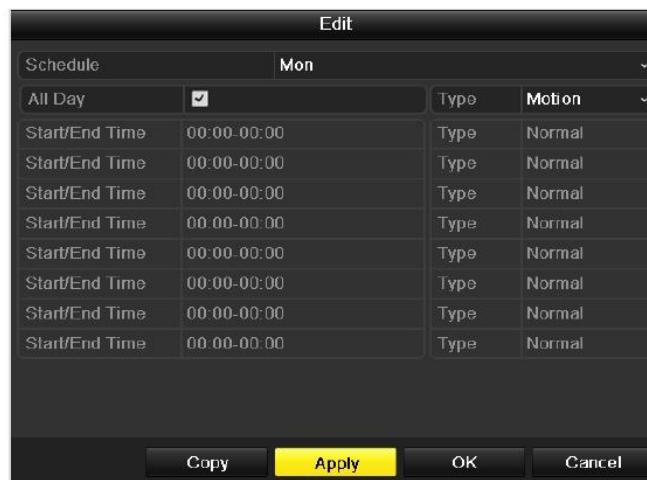 Edit
Schedule Mon
All Day Type Motion
Start/End Time 00:00-00:00 Type Normal
Start/End Time 00:00-00:00 Type Normal
Start/End Time 00:00-00:00 Type Normal
Start/End Time 00:00-00:00 Type Normal
Start/End Time 00:00-00:00 Type Normal
Start/End Time 00:00-00:00 Type Normal
Start/End Time 00:00-00:00 Type Normal
Start/End Time 00:00-00:00 Type Normal
Copy Apply OK Cancel